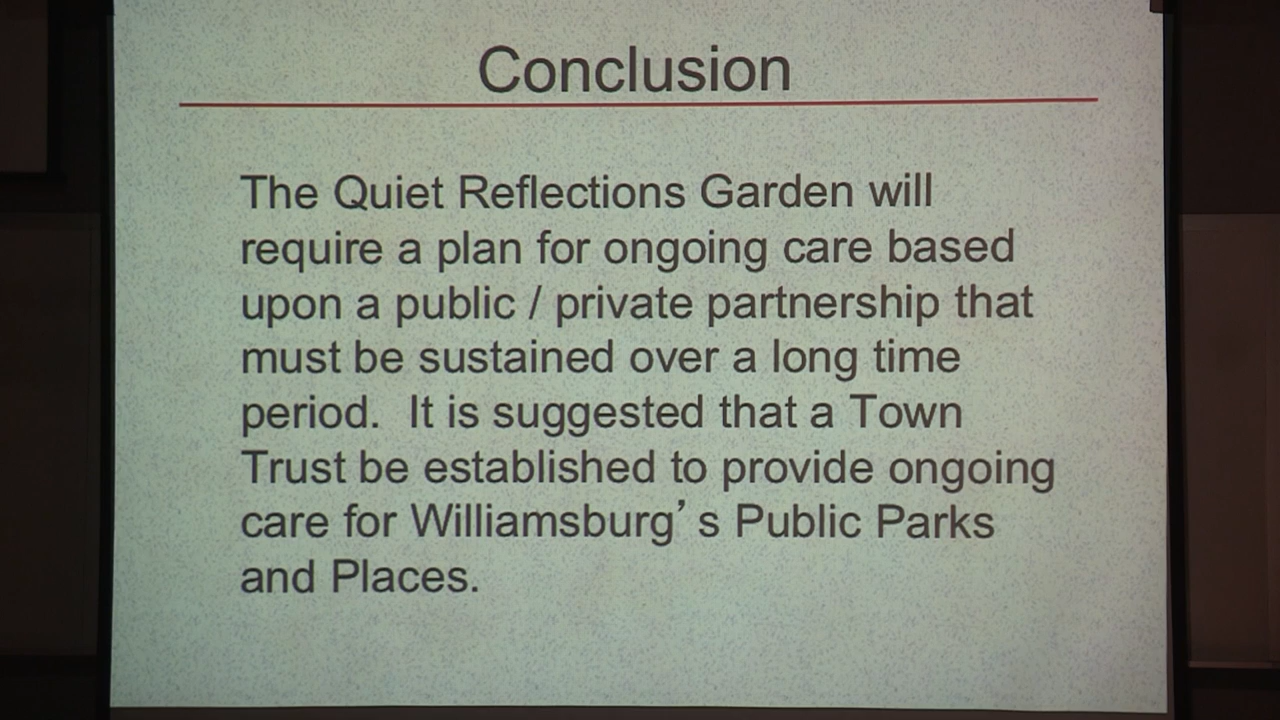 Conclusion
The Quiet Reflections Garden will
require a plan for ongoing care based
upon a public / private partnership that
must be sustained over a long time
period.  It is suggested that a Town
Trust be established to provide ongoing
care for Williamsburg’s Public Parks
and Places.